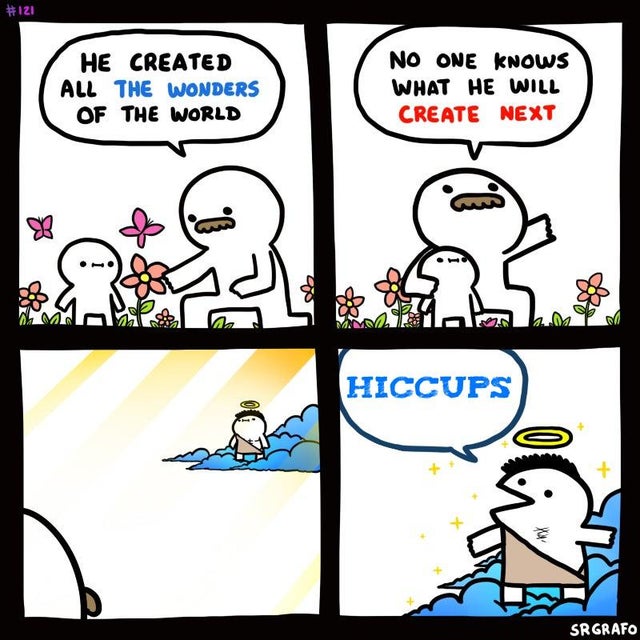 #121
HE CREATED
ALL THE WONDERS
OF THE WORLD
NO ONE KNOWS
WHAT HE WILL
CREATE NEXT
HICCUPS
SRGRAFO